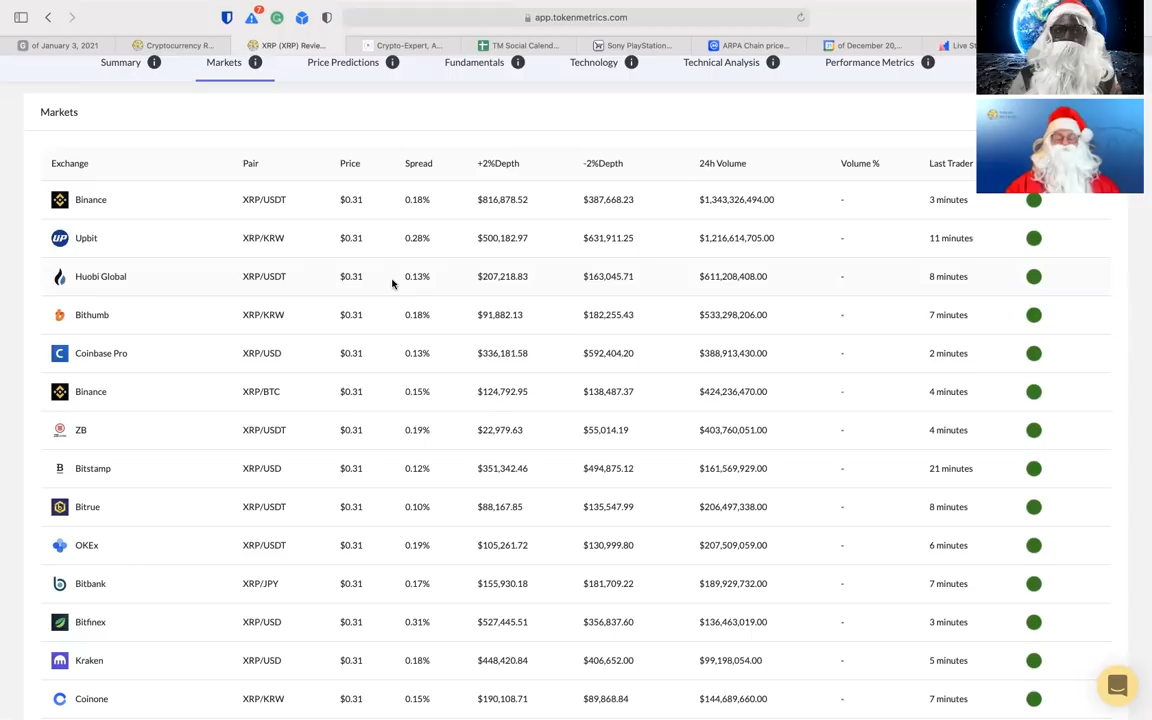 7
app.tokenmetrics.com
G of January 3, 2021 Cryptocurrency R... XRP (XRP) Revie... Crypto-Expert, A... TM Social Calend... Sony PlayStation... ARPA Chain price... of December 20,... Live St
Summary i Markets i Price Predictions i Fundamentals i Technology i Technical Analysis i Performance Metrics i
Markets
Exchange Pair Price Spread +2%Depth -2%Depth 24h Volume Volume % Last Trader
Binance XRP/USDT $0.31 0.18% $816,878.52 $387,668.23 $1,343,326,494.00 - 3 minutes
UP Upbit XRP/KRW $0.31 0.28% $500,182.97 $631,911.25 $1,216,614,705.00 - 11 minutes
Huobi Global XRP/USDT $0.31 0.13% $207,218.83 $163,045.71 $611,208,408.00 - 8 minutes
Bithumb XRP/KRW $0.31 0.18% $91,882.13 $182,255.43 $533,298,206.00 - 7 minutes
C Coinbase Pro XRP/USD $0.31 0.13% $336,181.58 $592,404.20 $388,913,430.00 - 2 minutes
Binance XRP/BTC $0.31 0.15% $124,792.95 $138,487.37 $424,236,470.00 - 4 minutes
ZB XRP/USDT $0.31 0.19% $22,979.63 $55,014.19 $403,760,051.00 - 4 minutes
B Bitstamp XRP/USD $0.31 0.12% $351,342.46 $494,875.12 $161,569,929.00 - 21 minutes
Bitrue XRP/USDT $0.31 0.10% $88,167.85 $135,547.99 $206,497,338.00 - 8 minutes
OKEx XRP/USDT $0.31 0.19% $105,261.72 $130,999.80 $207,509,059.00 - 6 minutes
Bitbank XRP/JPY $0.31 0.17% $155,930.18 $181,709.22 $189,929,732.00 - 7 minutes
Bitfinex XRP/USD $0.31 0.31% $527,445.51 $356,837.60 $136,463,019.00 - 3 minutes
Kraken XRP/USD $0.31 0.18% $448,420.84 $406,652.00 $99,198,054.00 - 5 minutes
Coinone XRP/KRW $0.31 0.15% $190,108.71 $89,868.84 $144,689,660.00 - 7 minutes